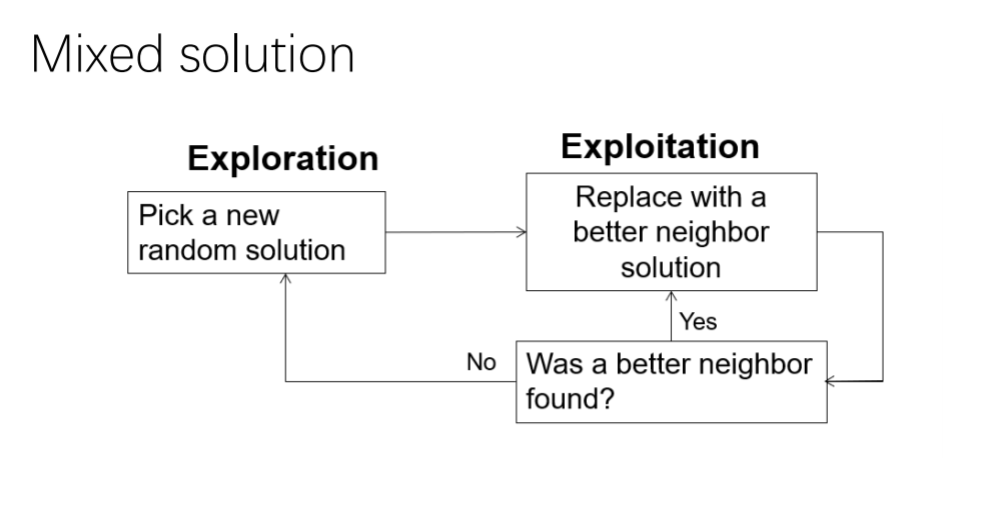 Mixed solution
Exploration
Exploitation
Pick a new
random solution
Replace with a
better neighbor
solution
Yes
No
Was a better neighbor
found?